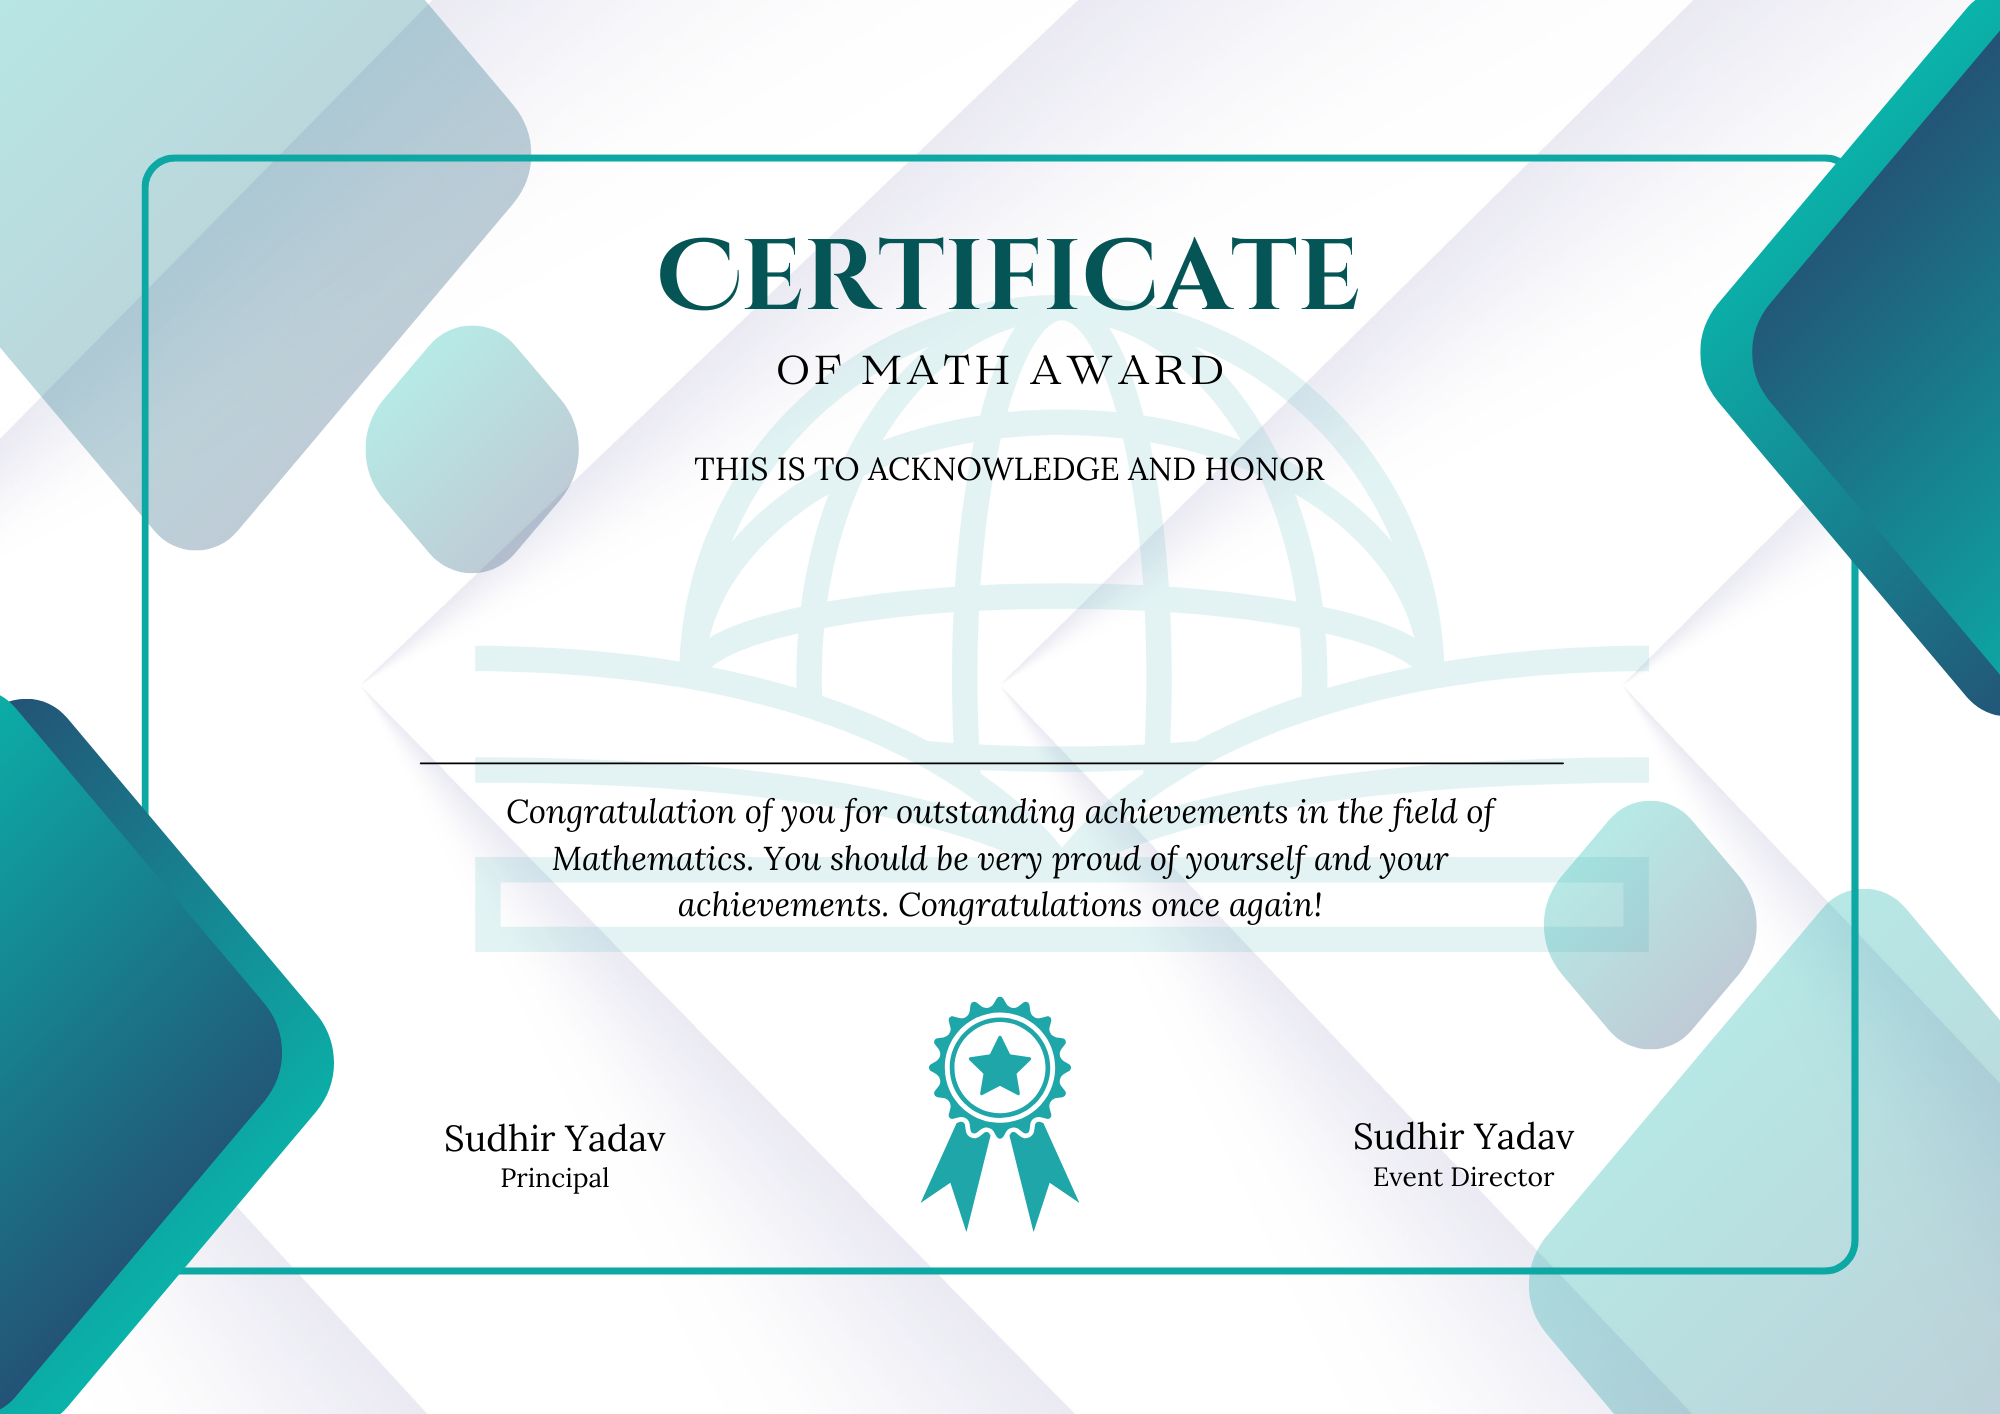 CERTIFICATE
OF MATH AWARD
THIS IS TO ACKNOWLEDGE AND HONOR
Congratulation of you for outstanding achievements in the field of
Mathematics. You should be very proud of yourself and your
achievements. Congratulations once again!
Sudhir Yadav
Principal
Sudhir Yadav
Event Director